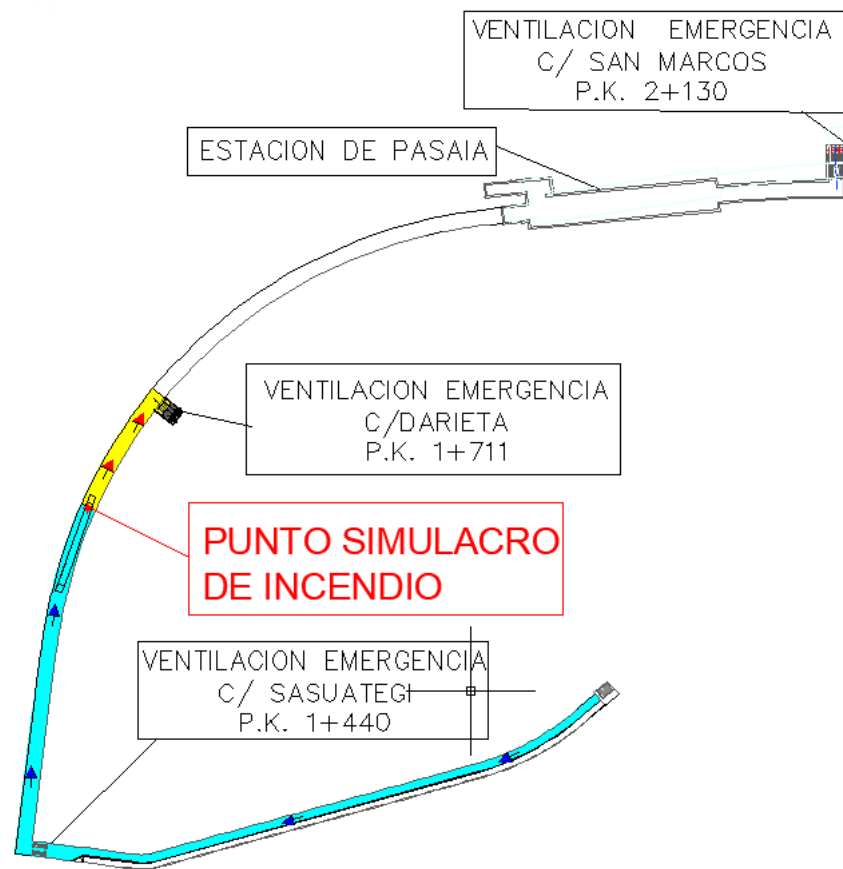 VENTILACION EMERGENCIA
C/ SAN MARCOS
P.K. 2+130
ESTACION DE PASAIA
VENTILACION EMERGENCIA
C/DARIETA
P.K. 1+711
PUNTO SIMULACRO
DE INCENDIO
VENTILACION EMERGENCIA
C/ SASUATEGI
P.K. 1+440